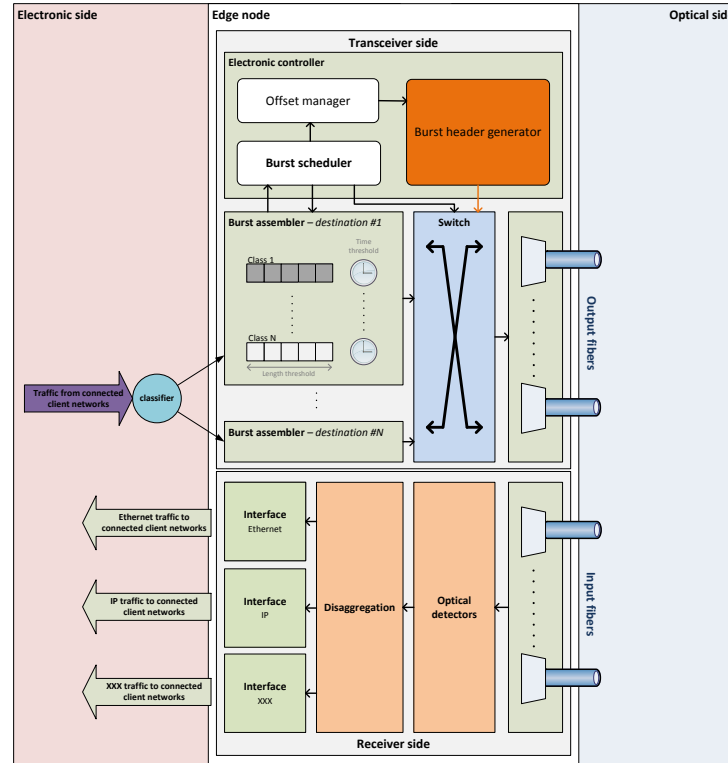 Electronic side
Edge node
Optical sid
Transceiver side
Electronic controller
Offset manager
Burst header generator
Burst scheduler
Burst assembler – destination #1
Time
threshold
Class 1
Class N
Length threshold
Switch
Output fibers
Traffic from connected
client networks
classifier
Burst assembler – destination #N
Ethernet traffic to
connected client networks
Interface
Ethernet
IP traffic to connected
client networks
Interface
IP
XXX traffic to connected
client networks
Interface
XXX
Disaggregation
Optical
detectors
Input fibers
Receiver side